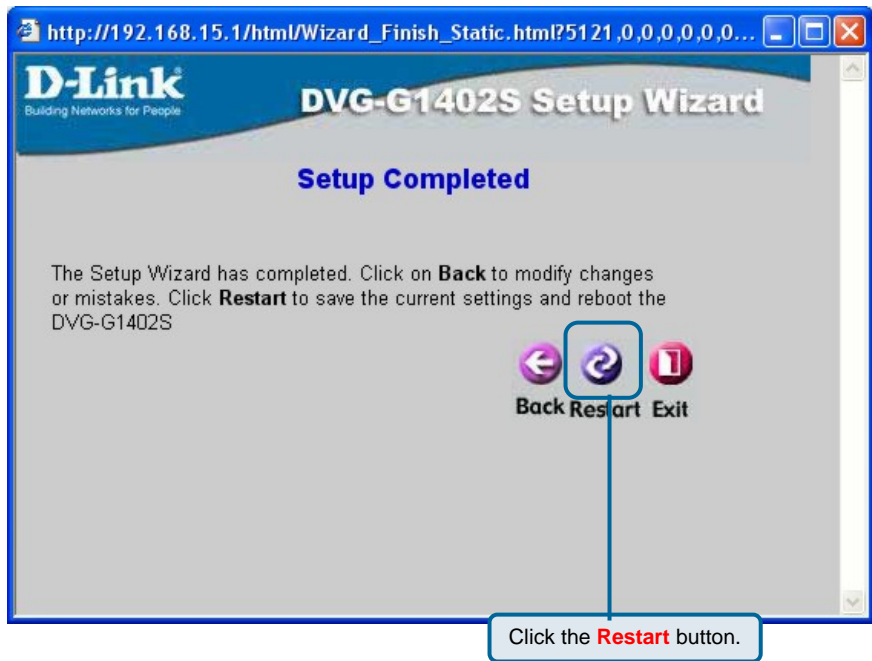 http://192.168.15.1/html/Wizard_Finish_Static.html?5121,0,0,0,0,0,0...
D-Link
Building Networks for People
DVG-G1402S Setup Wizard
Setup Completed
The Setup Wizard has completed. Click on Back to modify changes
or mistakes. Click Restart to save the current settings and reboot the
DVG-G1402S
Back Restart Exit
Click the Restart button.